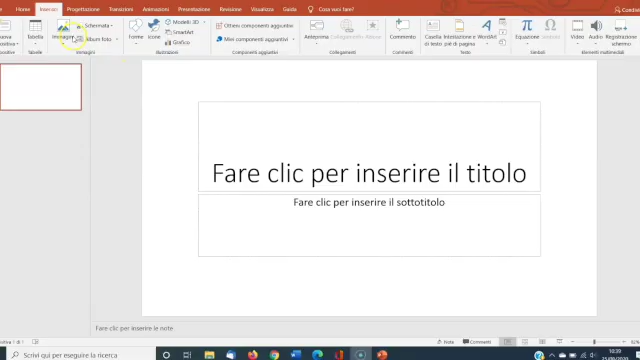 File Home Inserisci Progettazione Transizioni Animazioni Presentazione Revisione Visualizza Guida Cosa vuoi fare?
Tabella
Immagini
Schermata
Album foto
Forme
Icone
Modelli 3D
SmartArt
Grafico
Ottieni componenti aggiuntivi
Miei componenti aggiuntivi
Anteprima
Collegamento
Azione
Commento
Casella di testo
Intestazione e piè di pagina
WordArt
Equazione
Simbolo
Video
Audio
Registrazione schermo
Tabelle
Immagini
Illustrazioni
Componenti aggiuntivi
Collegamenti
Commenti
Testo
Simboli
Elementi multimediali
Fare clic per inserire il titolo
Fare clic per inserire il sottotitolo
Fare clic per inserire le note
Note
Commenti
Scrivi qui per eseguire la ricerca
10:39